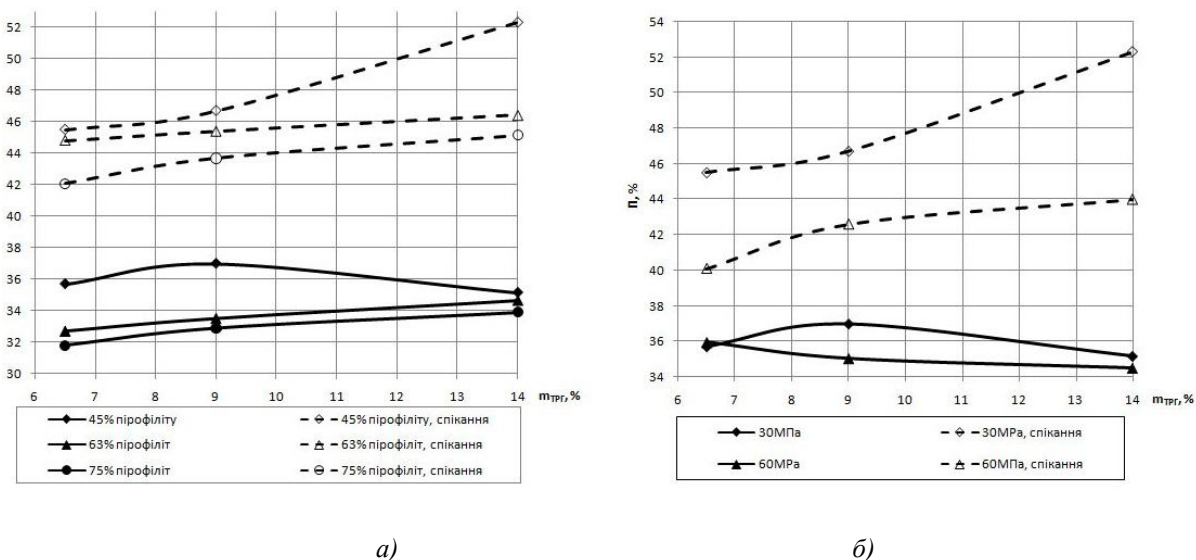 52
50
48
46
44
42
40
38
36
34
32
30
6 7 8 9 10 11 12 13 14 mТРГ, %
45% пірофіліту 45% пірофіліту, спікання
63% пірофіліт 63% пірофіліт, спікання
75% пірофіліт 75% пірофіліт, спікання
а)
54
52
50
48
46
44
42
40
38
36
34
П, %
6 7 8 9 10 11 12 13 14 mТРГ, %
30МПа 30МРа, спікання
60МРа 60МПа, спікання
б)